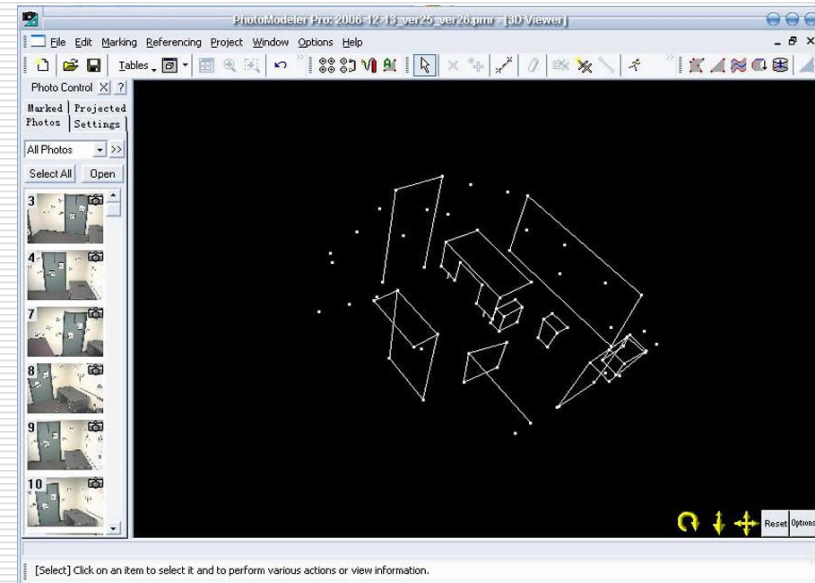 PhotoModeler Pro: 2006-12-13_ver25_ver26.pmr - [3D Viewer]
File Edit Marking Referencing Project Window Options Help
Tables
Photo Control X ?
Marked Projected
Photos Settings
All Photos >>
Select All Open
3
4
7
8
9
10
Reset Options
[Select] Click on an item to select it and to perform various actions or view information.